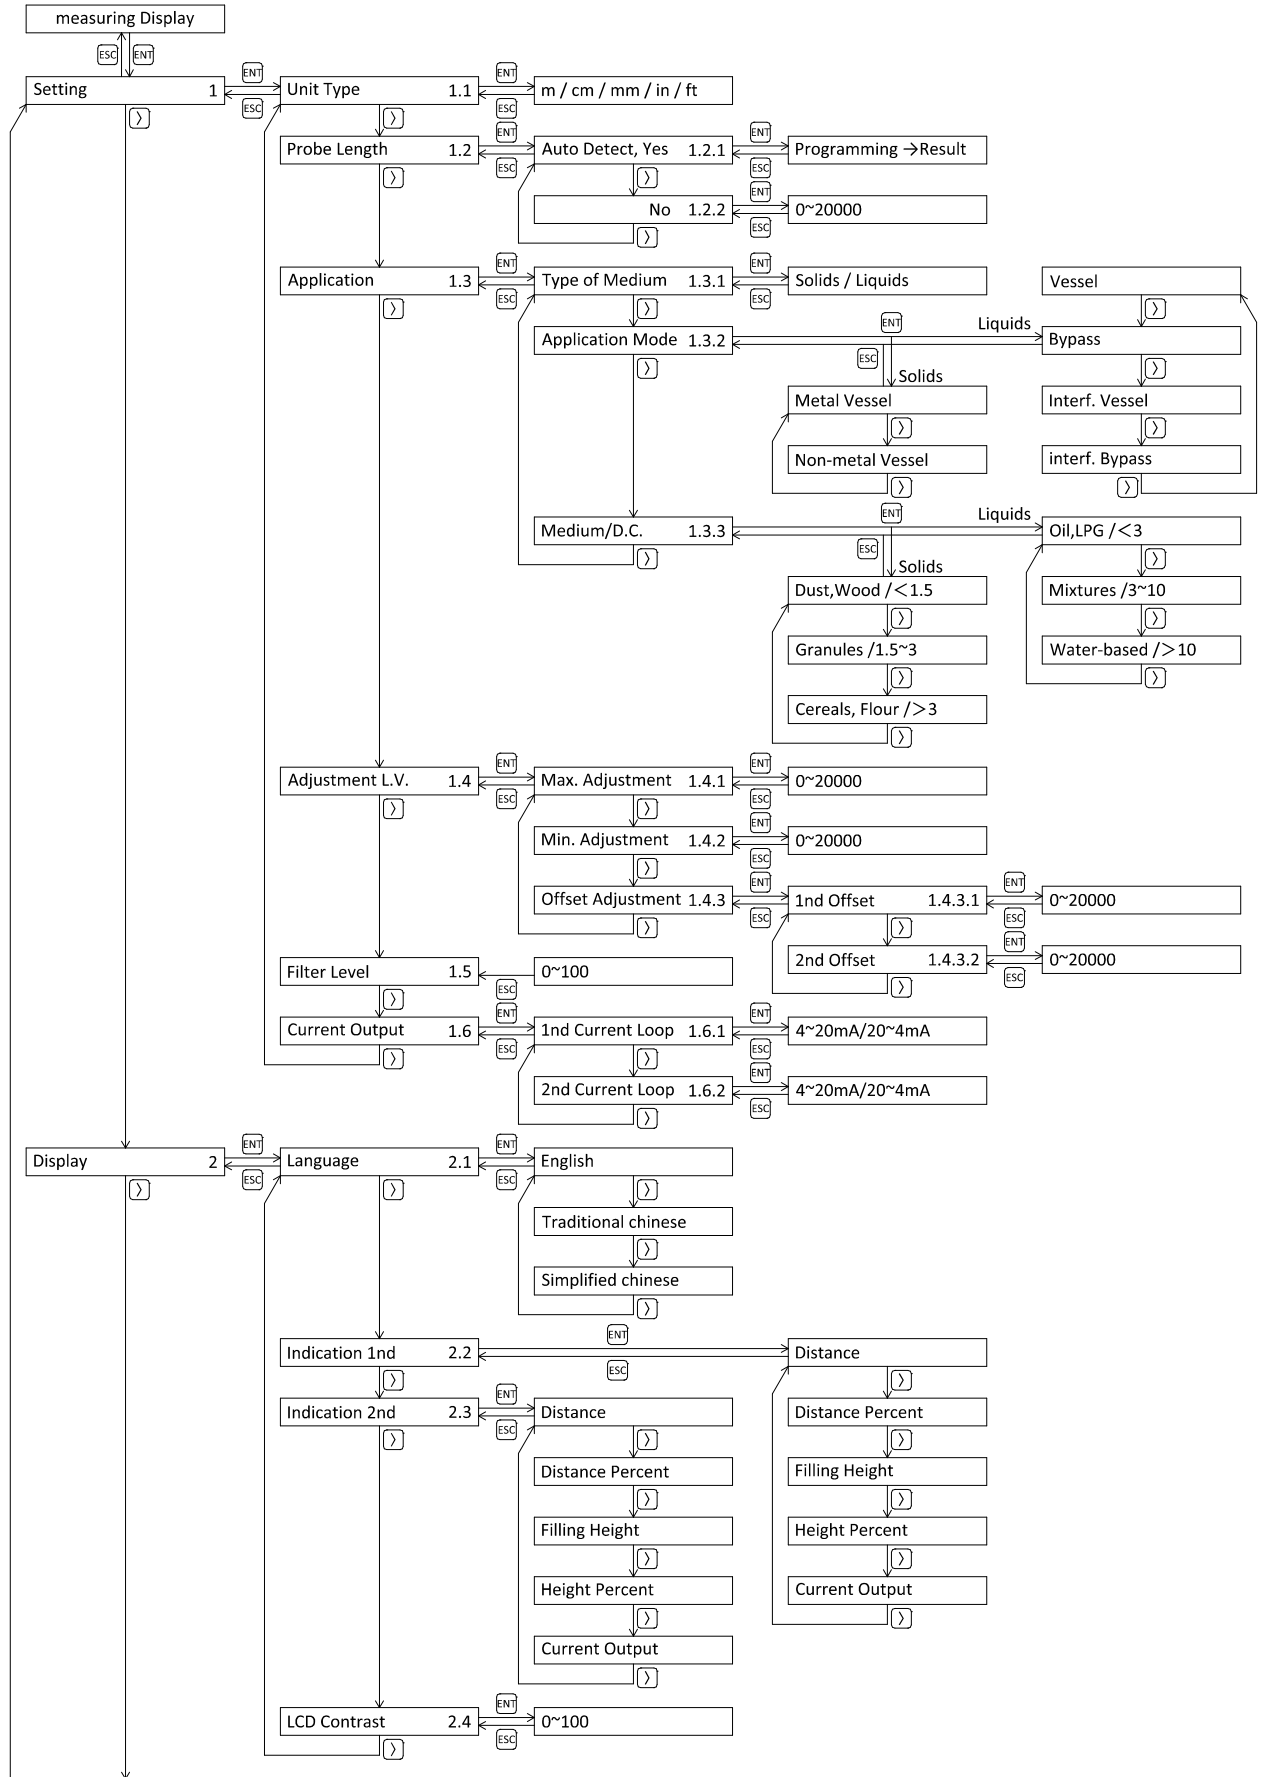 measuring Display
ESC ENT
Setting 1 ENT ESC Unit Type 1.1 ENT ESC m / cm / mm / in / ft
>
>
Probe Length 1.2 ENT ESC Auto Detect, Yes 1.2.1 ENT ESC Programming →Result
>
>
No 1.2.2 ENT ESC 0~20000
>
Application 1.3 ENT ESC Type of Medium 1.3.1 ENT ESC Solids / Liquids
Vessel
>
>
>
Application Mode 1.3.2 ENT ESC Liquids Bypass
>
>
Solids
Metal Vessel
Interf. Vessel
>
>
Non-metal Vessel
interf. Bypass
>
>
Medium/D.C. 1.3.3 ENT ESC Liquids Oil,LPG /<3
>
>
Solids
Dust,Wood /<1.5
Mixtures /3~10
>
>
Granules /1.5~3
Water-based />10
>
>
Cereals, Flour />3
>
Adjustment L.V. 1.4 ENT ESC Max. Adjustment 1.4.1 ENT ESC 0~20000
>
>
Min. Adjustment 1.4.2 ENT ESC 0~20000
>
Offset Adjustment 1.4.3 ENT ESC 1nd Offset 1.4.3.1 ENT ESC 0~20000
>
>
2nd Offset 1.4.3.2 ENT ESC 0~20000
>
Filter Level 1.5 ESC 0~100
>
Current Output 1.6 ENT ESC 1nd Current Loop 1.6.1 ENT ESC 4~20mA/20~4mA
>
>
2nd Current Loop 1.6.2 ENT ESC 4~20mA/20~4mA
>
Display 2 ENT ESC Language 2.1 ENT ESC English
>
>
>
Traditional chinese
>
Simplified chinese
>
Indication 1nd 2.2 ENT ESC Distance
>
>
Indication 2nd 2.3 ENT ESC Distance
Distance Percent
>
>
>
Distance Percent
Filling Height
>
>
Filling Height
Height Percent
>
>
Height Percent
Current Output
>
>
Current Output
>
LCD Contrast 2.4 ENT ESC 0~100
>